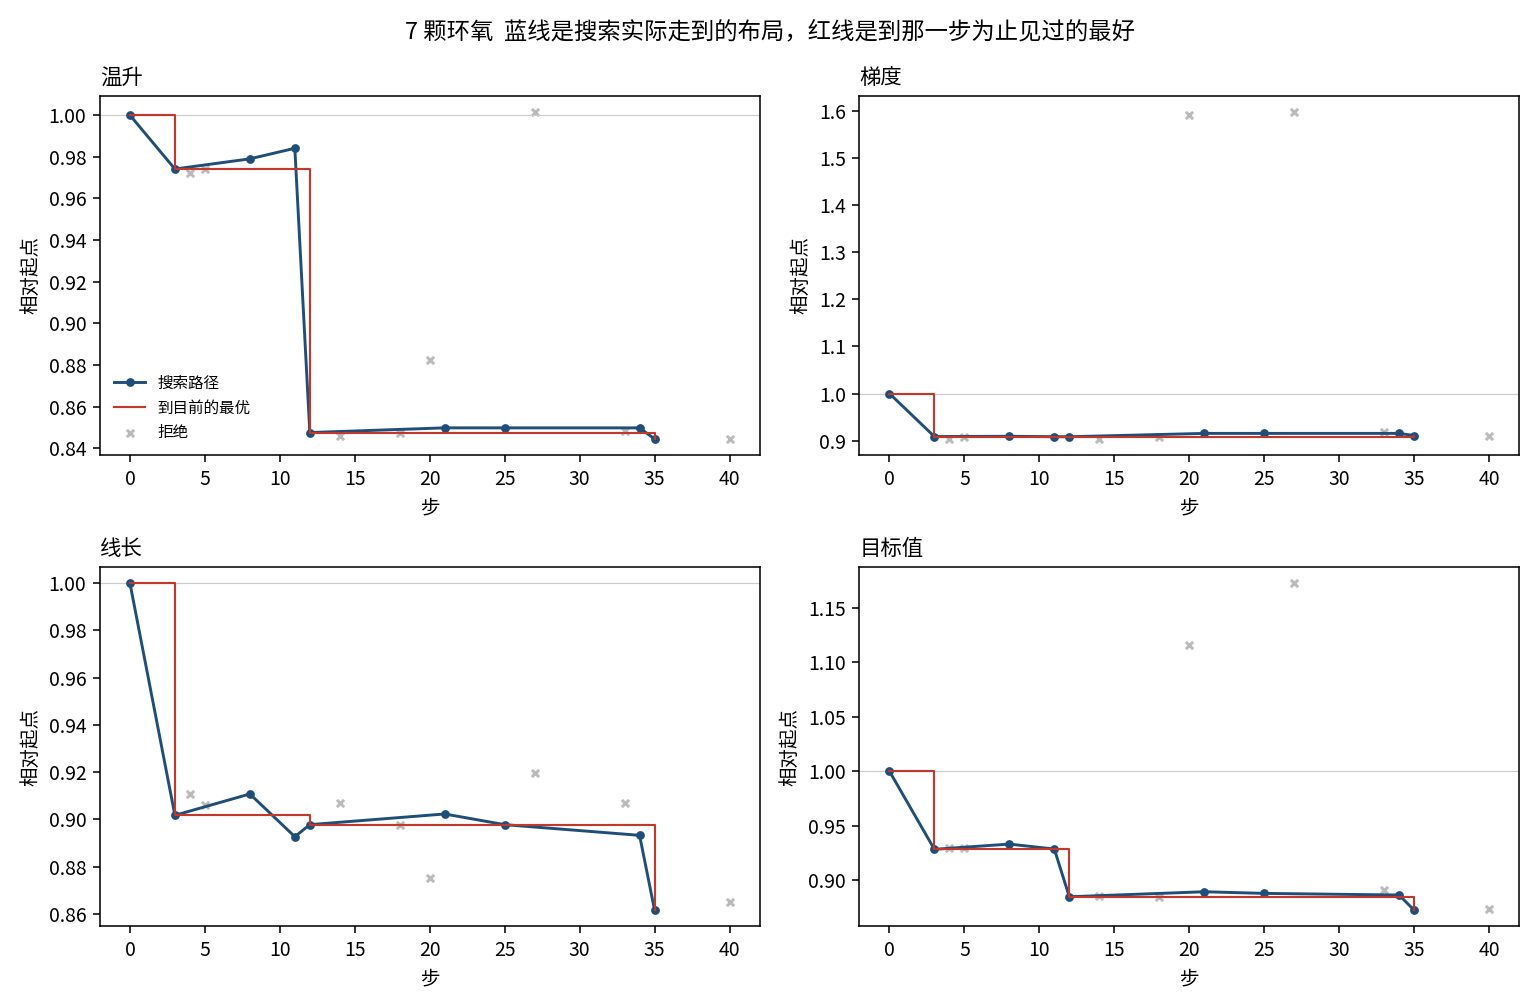 7 颗环氧  蓝线是搜索实际走到的布局，红线是到那一步为止见过的最好
温升
1.00
0.98
0.96
0.94
0.92
0.90
0.88
0.86
0.84
相对起点
搜索路径
到目前的最优
拒绝
0 5 10 15 20 25 30 35 40
步
梯度
1.6
1.5
1.4
1.3
1.2
1.1
1.0
0.9
相对起点
0 5 10 15 20 25 30 35 40
步
线长
1.00
0.98
0.96
0.94
0.92
0.90
0.88
0.86
相对起点
0 5 10 15 20 25 30 35 40
步
目标值
1.15
1.10
1.05
1.00
0.95
0.90
相对起点
0 5 10 15 20 25 30 35 40
步